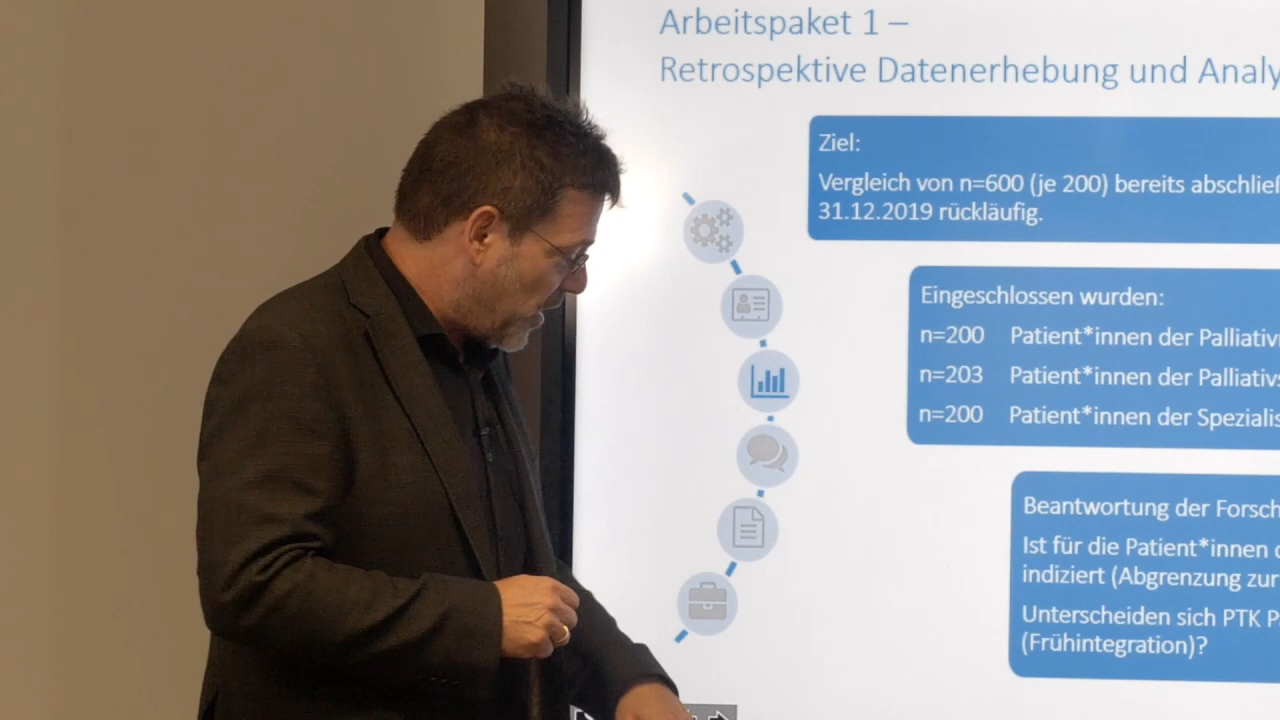 Arbeitspaket 1 –
Retrospektive Datenerhebung und Analy
Ziel:
Vergleich von n=600 (je 200) bereits abschließ
31.12.2019 rückläufig.
Eingeschlossen wurden:
n=200 Patient*innen der Palliativ
n=203 Patient*innen der Palliativs
n=200 Patient*innen der Spezialis
Beantwortung der Forsch
Ist für die Patient*innen d
indiziert (Abgrenzung zur
Unterscheiden sich PTK P
(Frühintegration)?